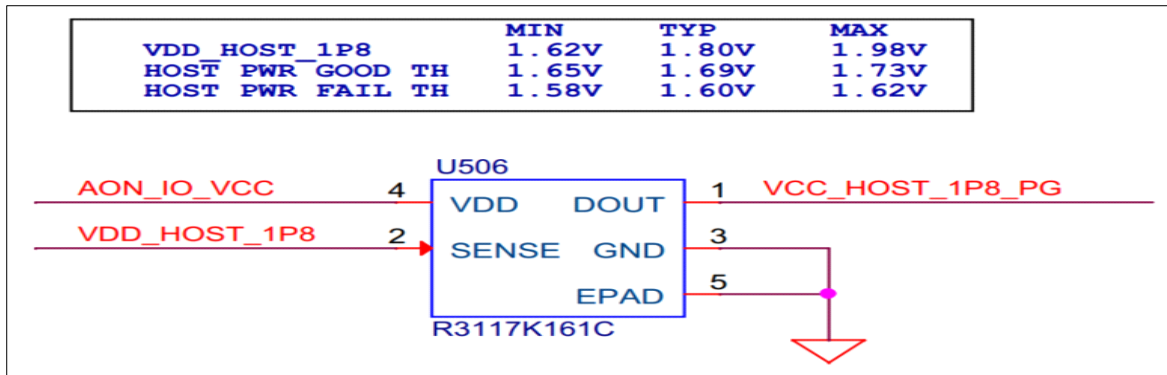 MIN TYP MAX
VDD_HOST_1P8 1.62V 1.80V 1.98V
HOST PWR GOOD TH 1.65V 1.69V 1.73V
HOST PWR FAIL TH 1.58V 1.60V 1.62V
U506
AON_IO_VCC 4 VDD DOUT 1 VCC_HOST_1P8_PG
VDD_HOST_1P8 2 SENSE GND 3
EPAD 5
R3117K161C